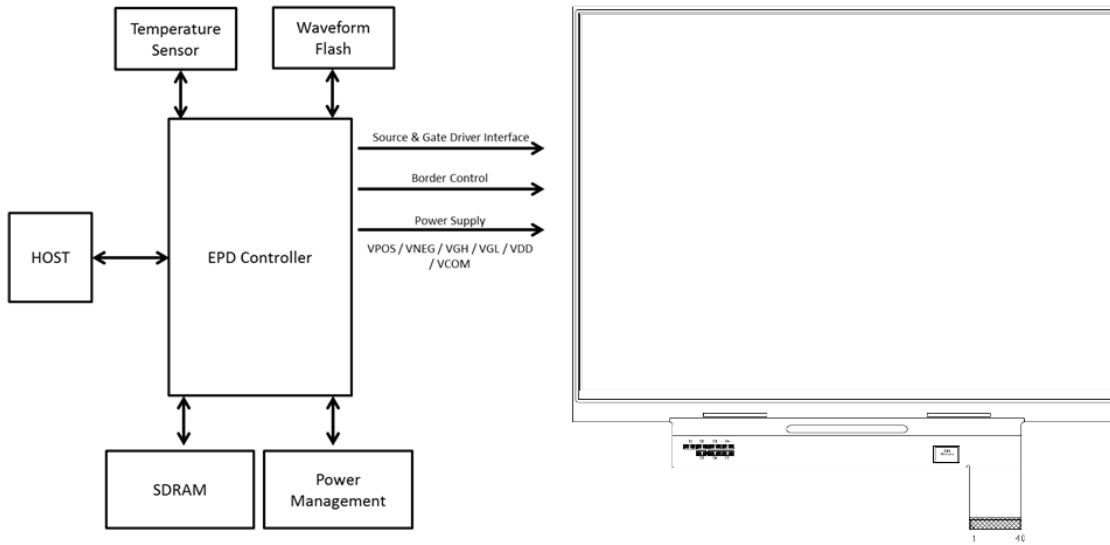 Temperature
Sensor
Waveform
Flash
Source & Gate Driver Interface
Border Control
Power Supply
VPOS / VNEG / VGH / VGL / VDD
/ VCOM
HOST
EPD Controller
SDRAM
Power
Management
1
40